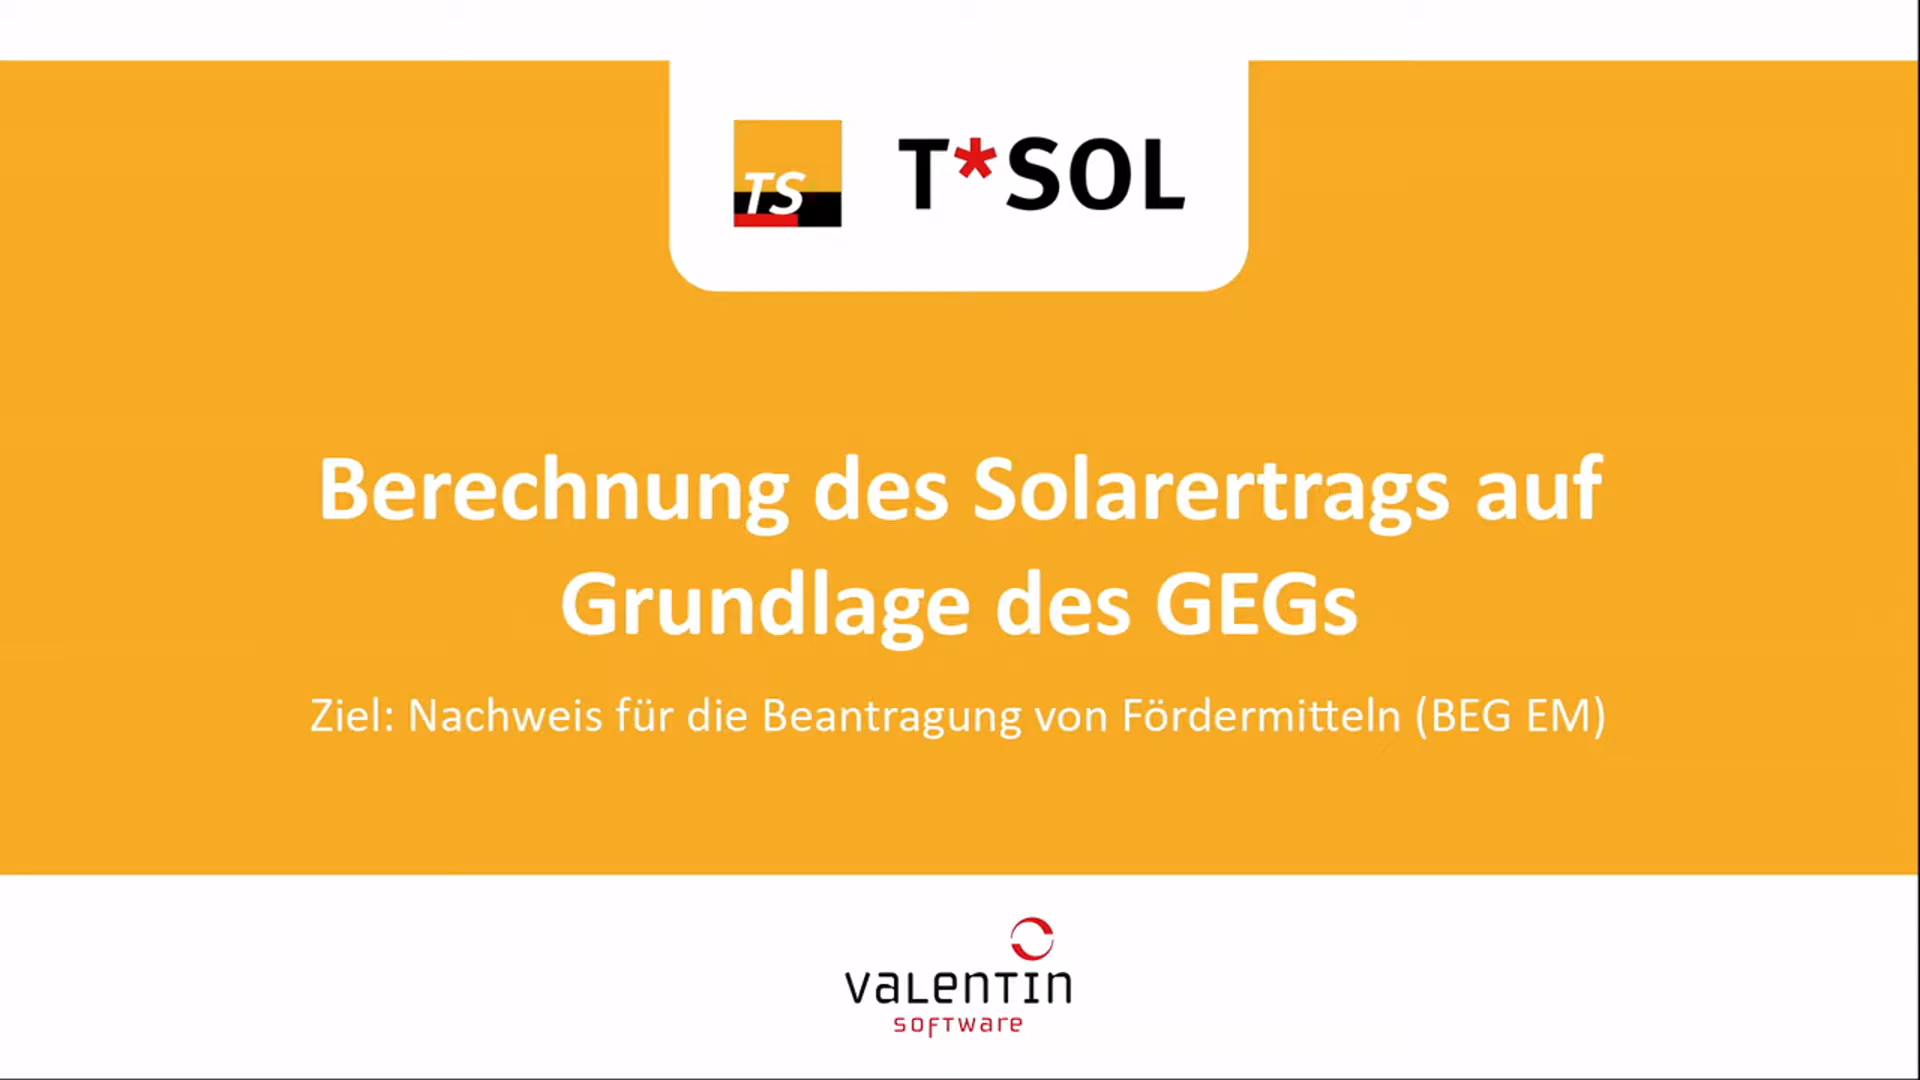 TS
T*SOL
Berechnung des Solarertrags auf
Grundlage des GEGs
Ziel: Nachweis für die Beantragung von Fördermitteln (BEG EM)
valentin
software